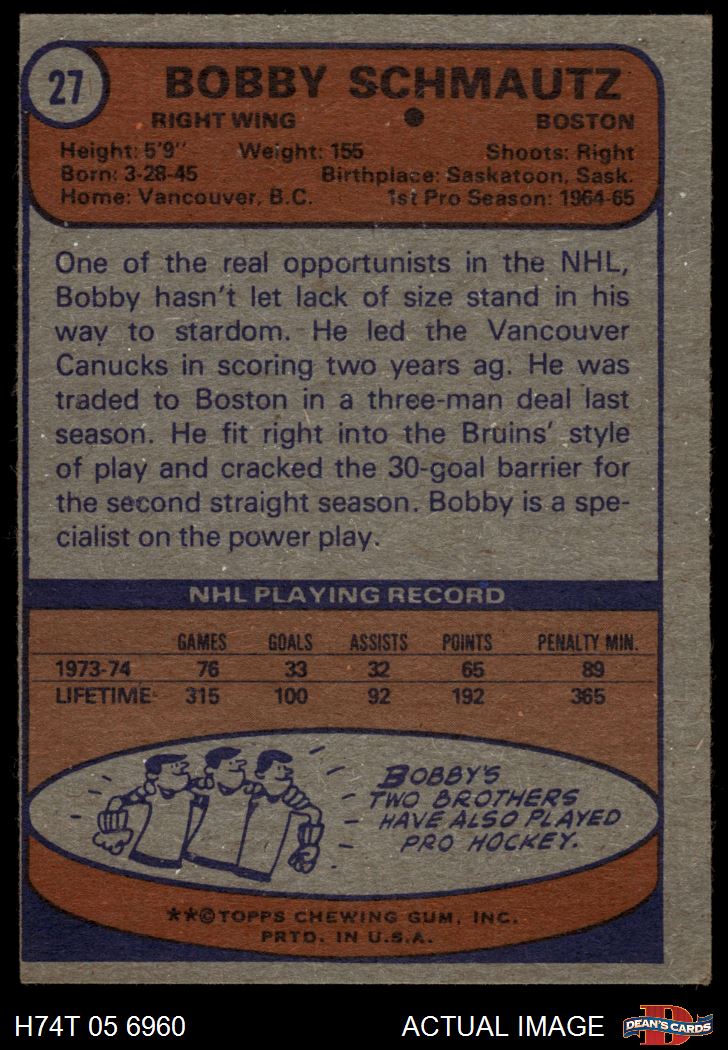 27
BOBBY SCHMAUTZ
RIGHT WING ● BOSTON
Height: 5'9" Weight: 155 Shoots: Right
Born: 3-28-45 Birthplace: Saskatoon, Sask.
Home: Vancouver, B.C. 1st Pro Season: 1964-65
One of the real opportunists in the NHL,
Bobby hasn't let lack of size stand in his
way to stardom. He led the Vancouver
Canucks in scoring two years ag. He was
traded to Boston in a three-man deal last
season. He fit right into the Bruins' style
of play and cracked the 30-goal barrier for
the second straight season. Bobby is a spe-
cialist on the power play.
NHL PLAYING RECORD
GAMES GOALS ASSISTS POINTS PENALTY MIN.
1973-74 76 33 32 65 89
LIFETIME 315 100 92 192 365
BOBBY'S
TWO BROTHERS
HAVE ALSO PLAYED
PRO HOCKEY.
**©TOPPS CHEWING GUM, INC.
PRTD. IN U.S.A.
H74T 05 6960 ACTUAL IMAGE
D
DEAN'S CARDS